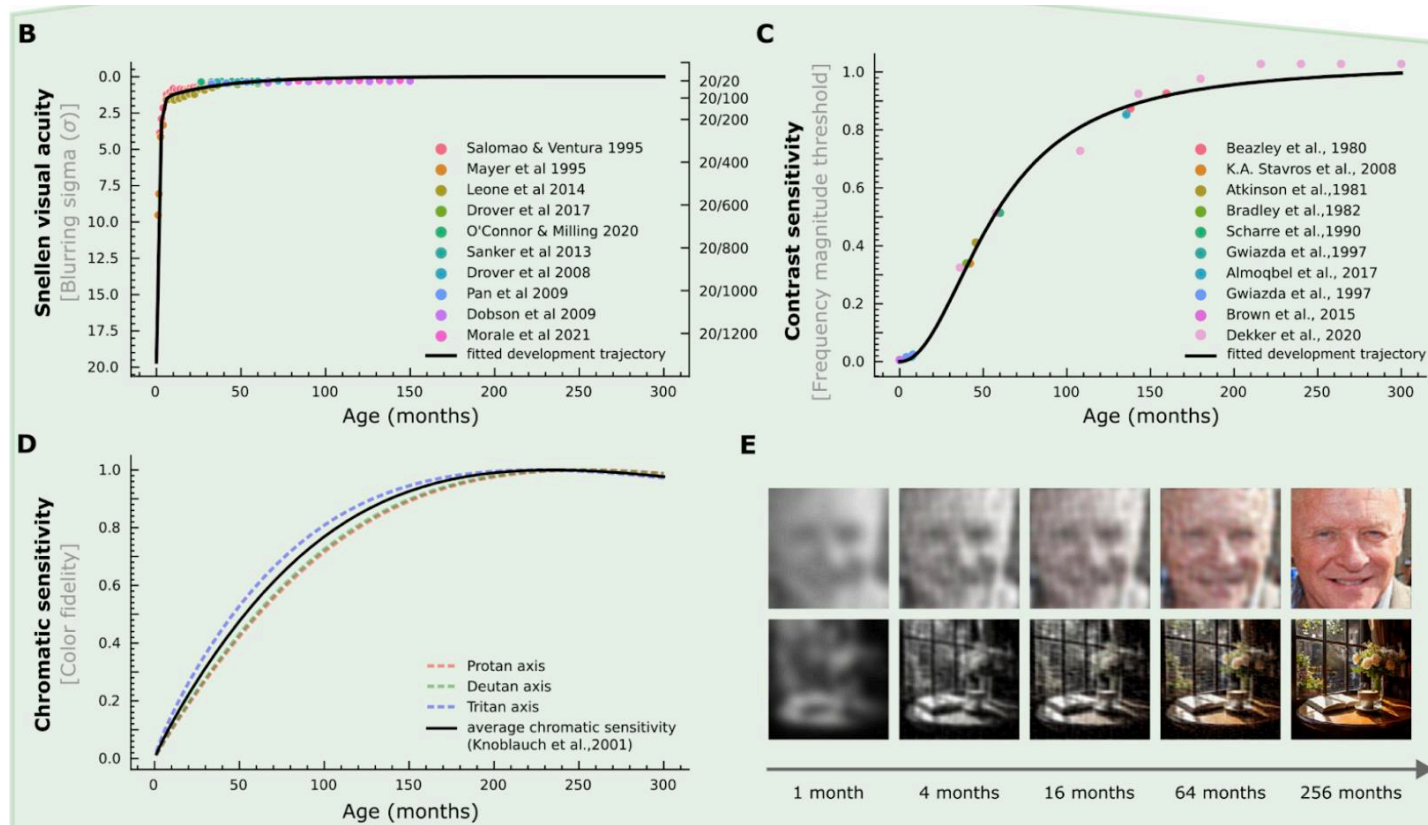 B
Snellen visual acuity
[Blurring sigma (σ)]
0.0
2.5
5.0
7.5
10.0
12.5
15.0
17.5
20.0
20/20
20/100
20/200
20/400
20/600
20/800
20/1000
20/1200
Salomao & Ventura 1995
Mayer et al 1995
Leone et al 2014
Drover et al 2017
O'Connor & Milling 2020
Sanker et al 2013
Drover et al 2008
Pan et al 2009
Dobson et al 2009
Morale et al 2021
fitted development trajectory
0 50 100 150 200 250 300
Age (months)
C
Contrast sensitivity
[Frequency magnitude threshold]
1.0
0.8
0.6
0.4
0.2
0.0
Beazley et al., 1980
K.A. Stavros et al., 2008
Atkinson et al.,1981
Bradley et al.,1982
Scharre et al.,1990
Gwiazda et al.,1997
Almoqbel et al., 2017
Gwiazda et al., 1997
Brown et al., 2015
Dekker et al., 2020
fitted development trajectory
0 50 100 150 200 250 300
Age (months)
D
Chromatic sensitivity
[Color fidelity]
1.0
0.8
0.6
0.4
0.2
0.0
Protan axis
Deutan axis
Tritan axis
average chromatic sensitivity
(Knoblauch et al.,2001)
0 50 100 150 200 250 300
Age (months)
E
1 month 4 months 16 months 64 months 256 months